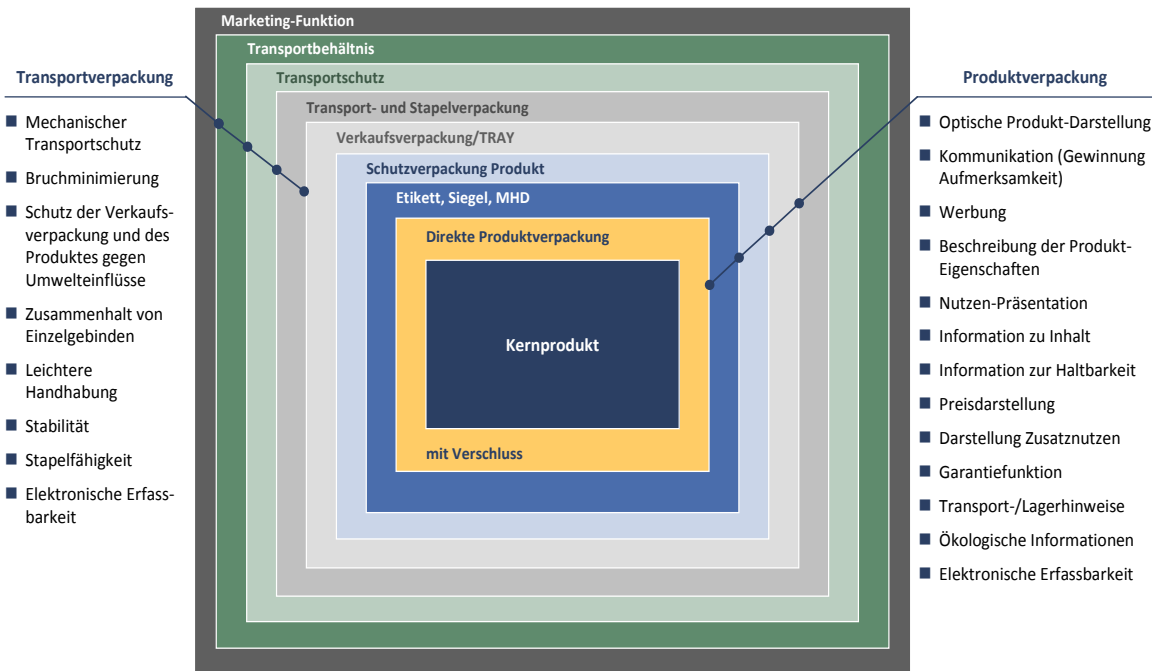 Marketing-Funktion
Transportbehältnis
Transportschutz
Transport- und Stapelverpackung
Verkaufsverpackung/TRAY
Schutzverpackung Produkt
Etikett, Siegel, MHD
Direkte Produktverpackung
Kernprodukt
mit Verschluss
Transportverpackung
Mechanischer
Transportschutz
Bruchminimierung
Schutz der Verkaufs-
verpackung und des
Produktes gegen
Umwelteinflüsse
Zusammenhalt von
Einzelgebinden
Leichtere
Handhabung
Stabilität
Stapelfähigkeit
Elektronische Erfass-
barkeit
Produktverpackung
Optische Produkt-Darstellung
Kommunikation (Gewinnung
Aufmerksamkeit)
Werbung
Beschreibung der Produkt-
Eigenschaften
Nutzen-Präsentation
Information zu Inhalt
Information zur Haltbarkeit
Preisdarstellung
Darstellung Zusatznutzen
Garantiefunktion
Transport-/Lagerhinweise
Ökologische Informationen
Elektronische Erfassbarkeit